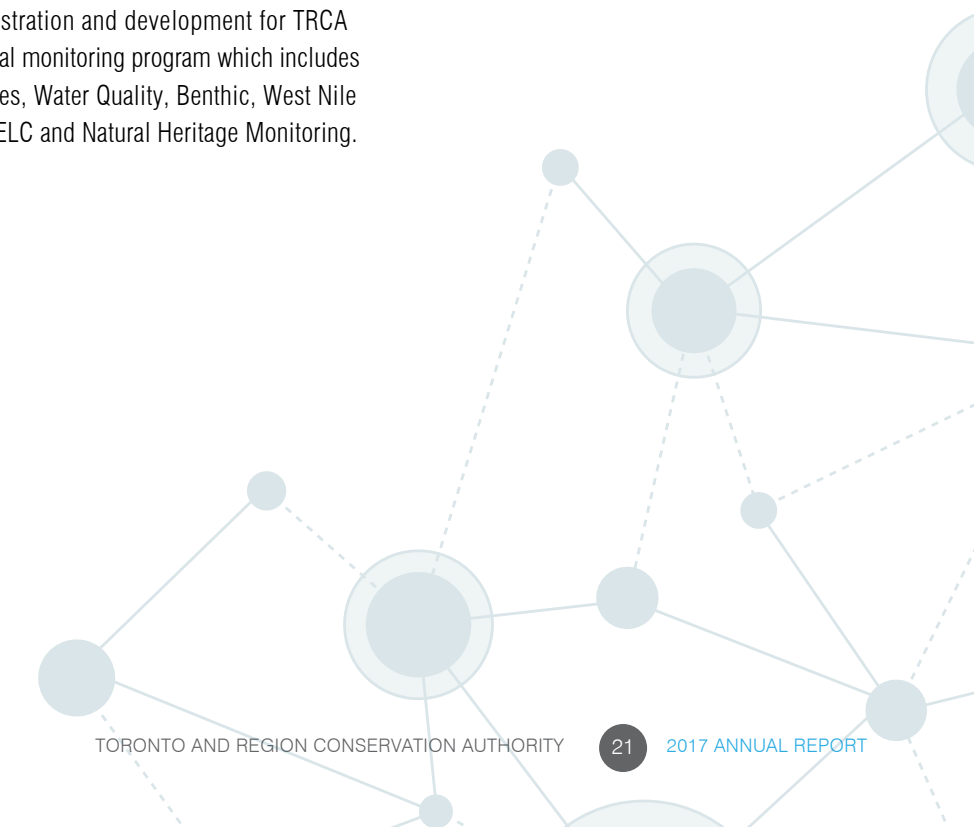 stration and development for TRCA
al monitoring program which includes
es, Water Quality, Benthic, West Nile
ELC and Natural Heritage Monitoring.
TORONTO AND REGION CONSERVATION AUTHORITY 21 2017 ANNUAL REPORT